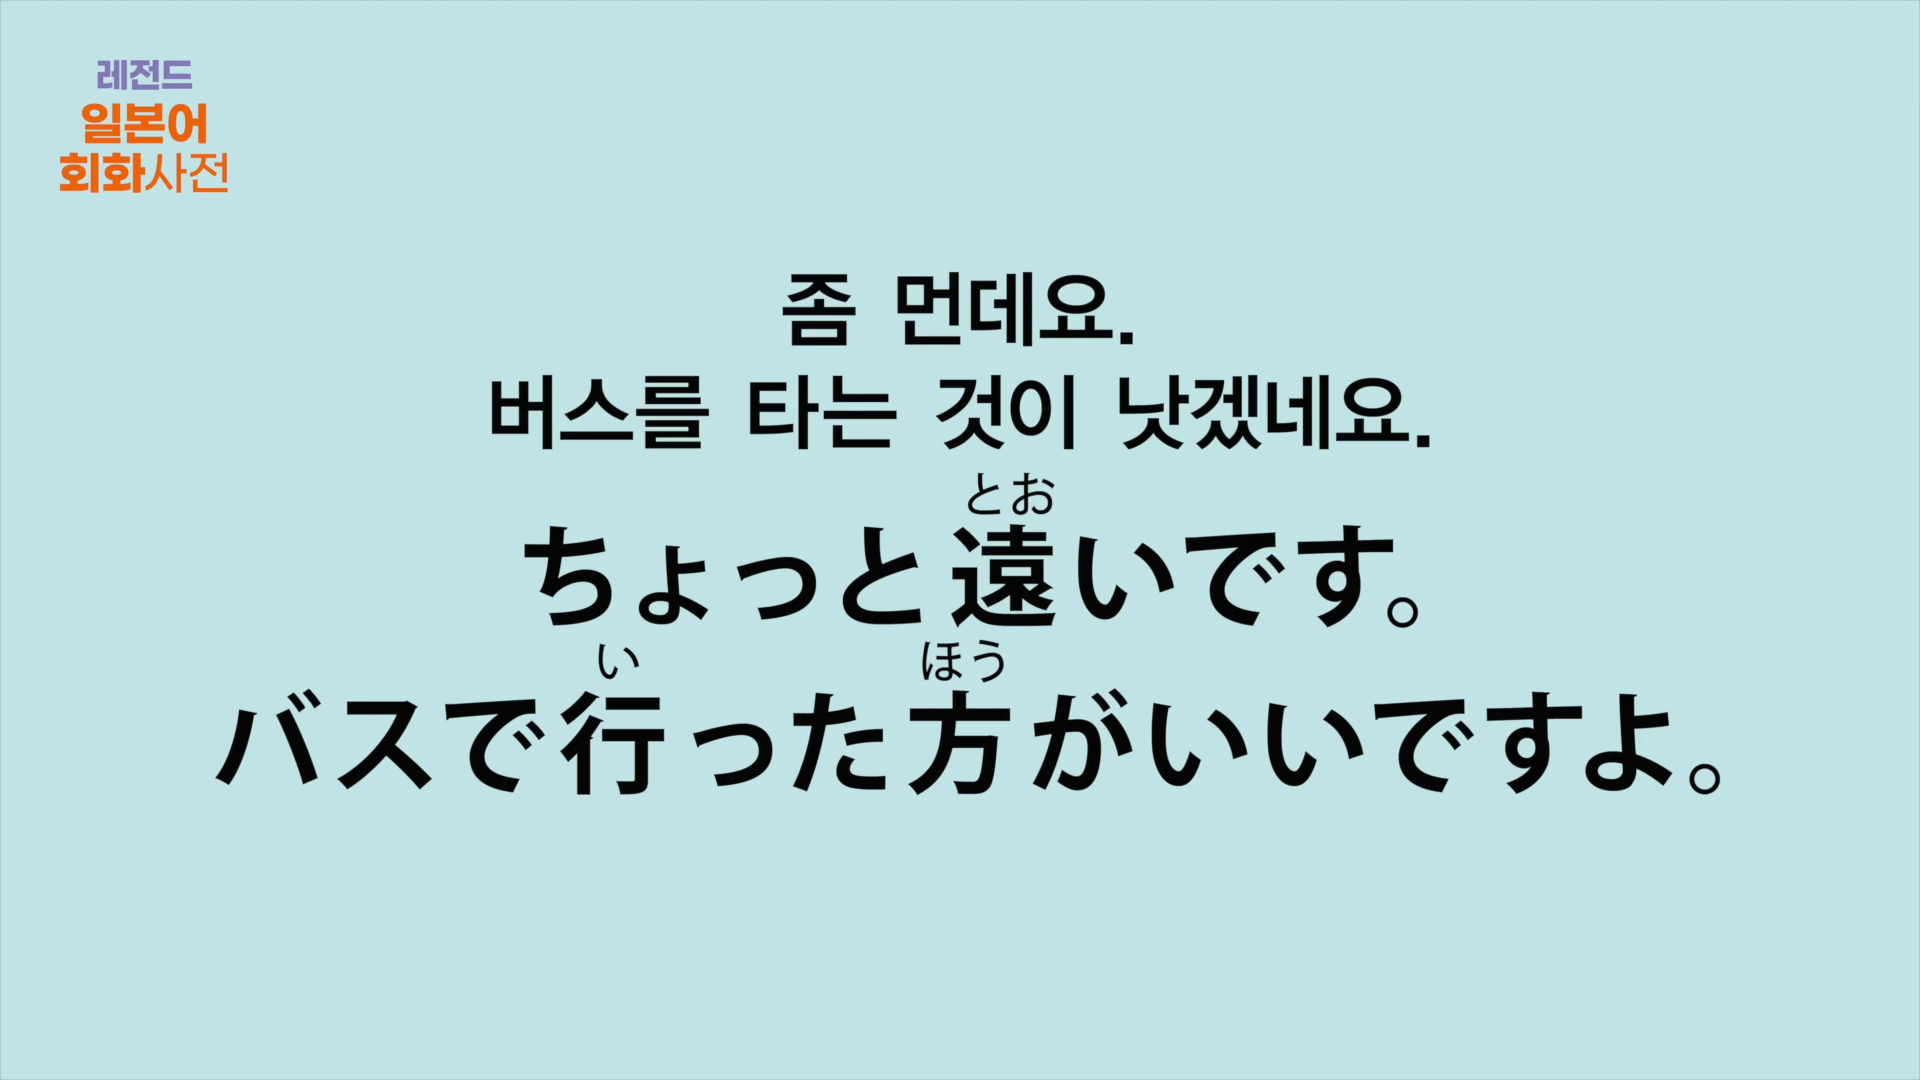 레전드
일본어
회화사전
좀 먼데요.
버스를 타는 것이 낫겠네요.
とお
ちょっと遠いです。
い ほう
バスで行った方がいいですよ。